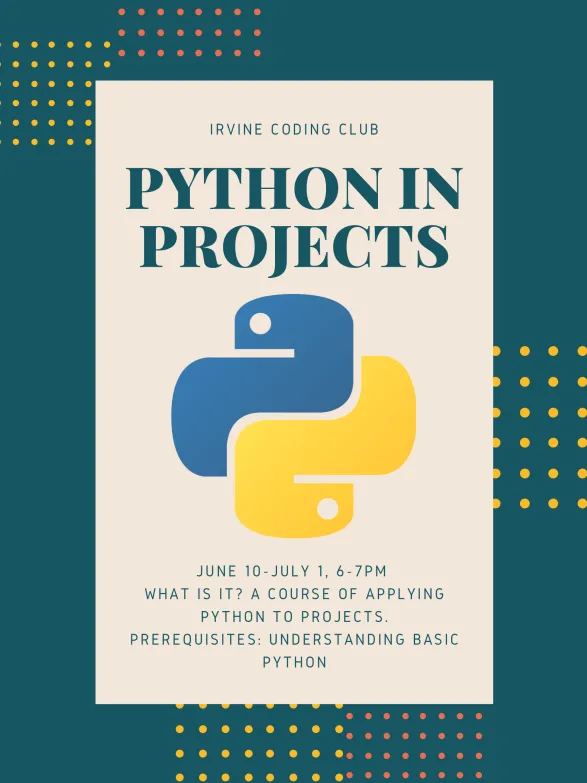 IRVINE CODING CLUB
PYTHON IN
PROJECTS
JUNE 10-JULY 1, 6-7PM
WHAT IS IT? A COURSE OF APPLYING
PYTHON TO PROJECTS.
PREREQUISITES: UNDERSTANDING BASIC
PYTHON